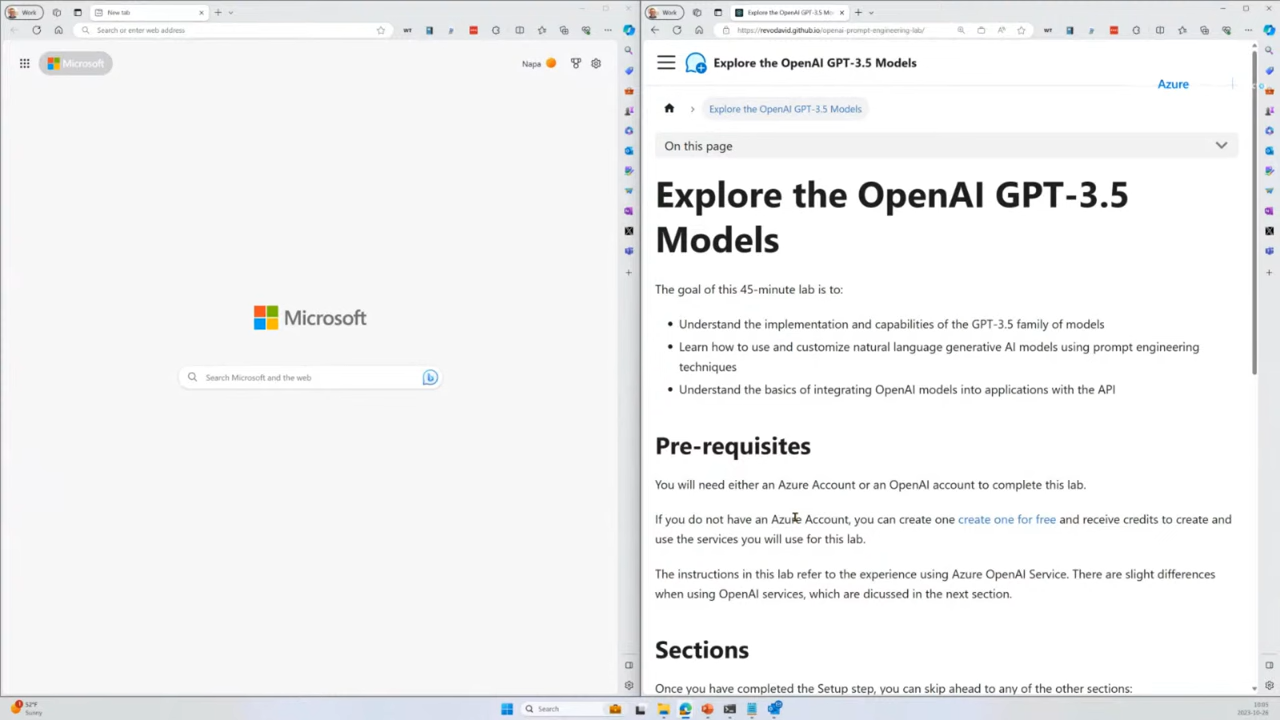 Work
New tab
Work
Explore the OpenAI GPT-3.5 Mo
Search or enter web address
https://revodavid.github.io/openai-prompt-engineering-lab/
Microsoft
Napa
Explore the OpenAI GPT-3.5 Models
Azure
Explore the OpenAI GPT-3.5 Models
On this page
Explore the OpenAI GPT-3.5
Models
The goal of this 45-minute lab is to:
• Understand the implementation and capabilities of the GPT-3.5 family of models
• Learn how to use and customize natural language generative AI models using prompt engineering
techniques
• Understand the basics of integrating OpenAI models into applications with the API
Microsoft
Search Microsoft and the web
Pre-requisites
You will need either an Azure Account or an OpenAI account to complete this lab.
If you do not have an Azure Account, you can create one create one for free and receive credits to create and
use the services you will use for this lab.
The instructions in this lab refer to the experience using Azure OpenAI Service. There are slight differences
when using OpenAI services, which are dicussed in the next section.
Sections
Once you have completed the Setup step, you can skip ahead to any of the other sections:
52°F
Sunny
Search
10:05
2023-10-26